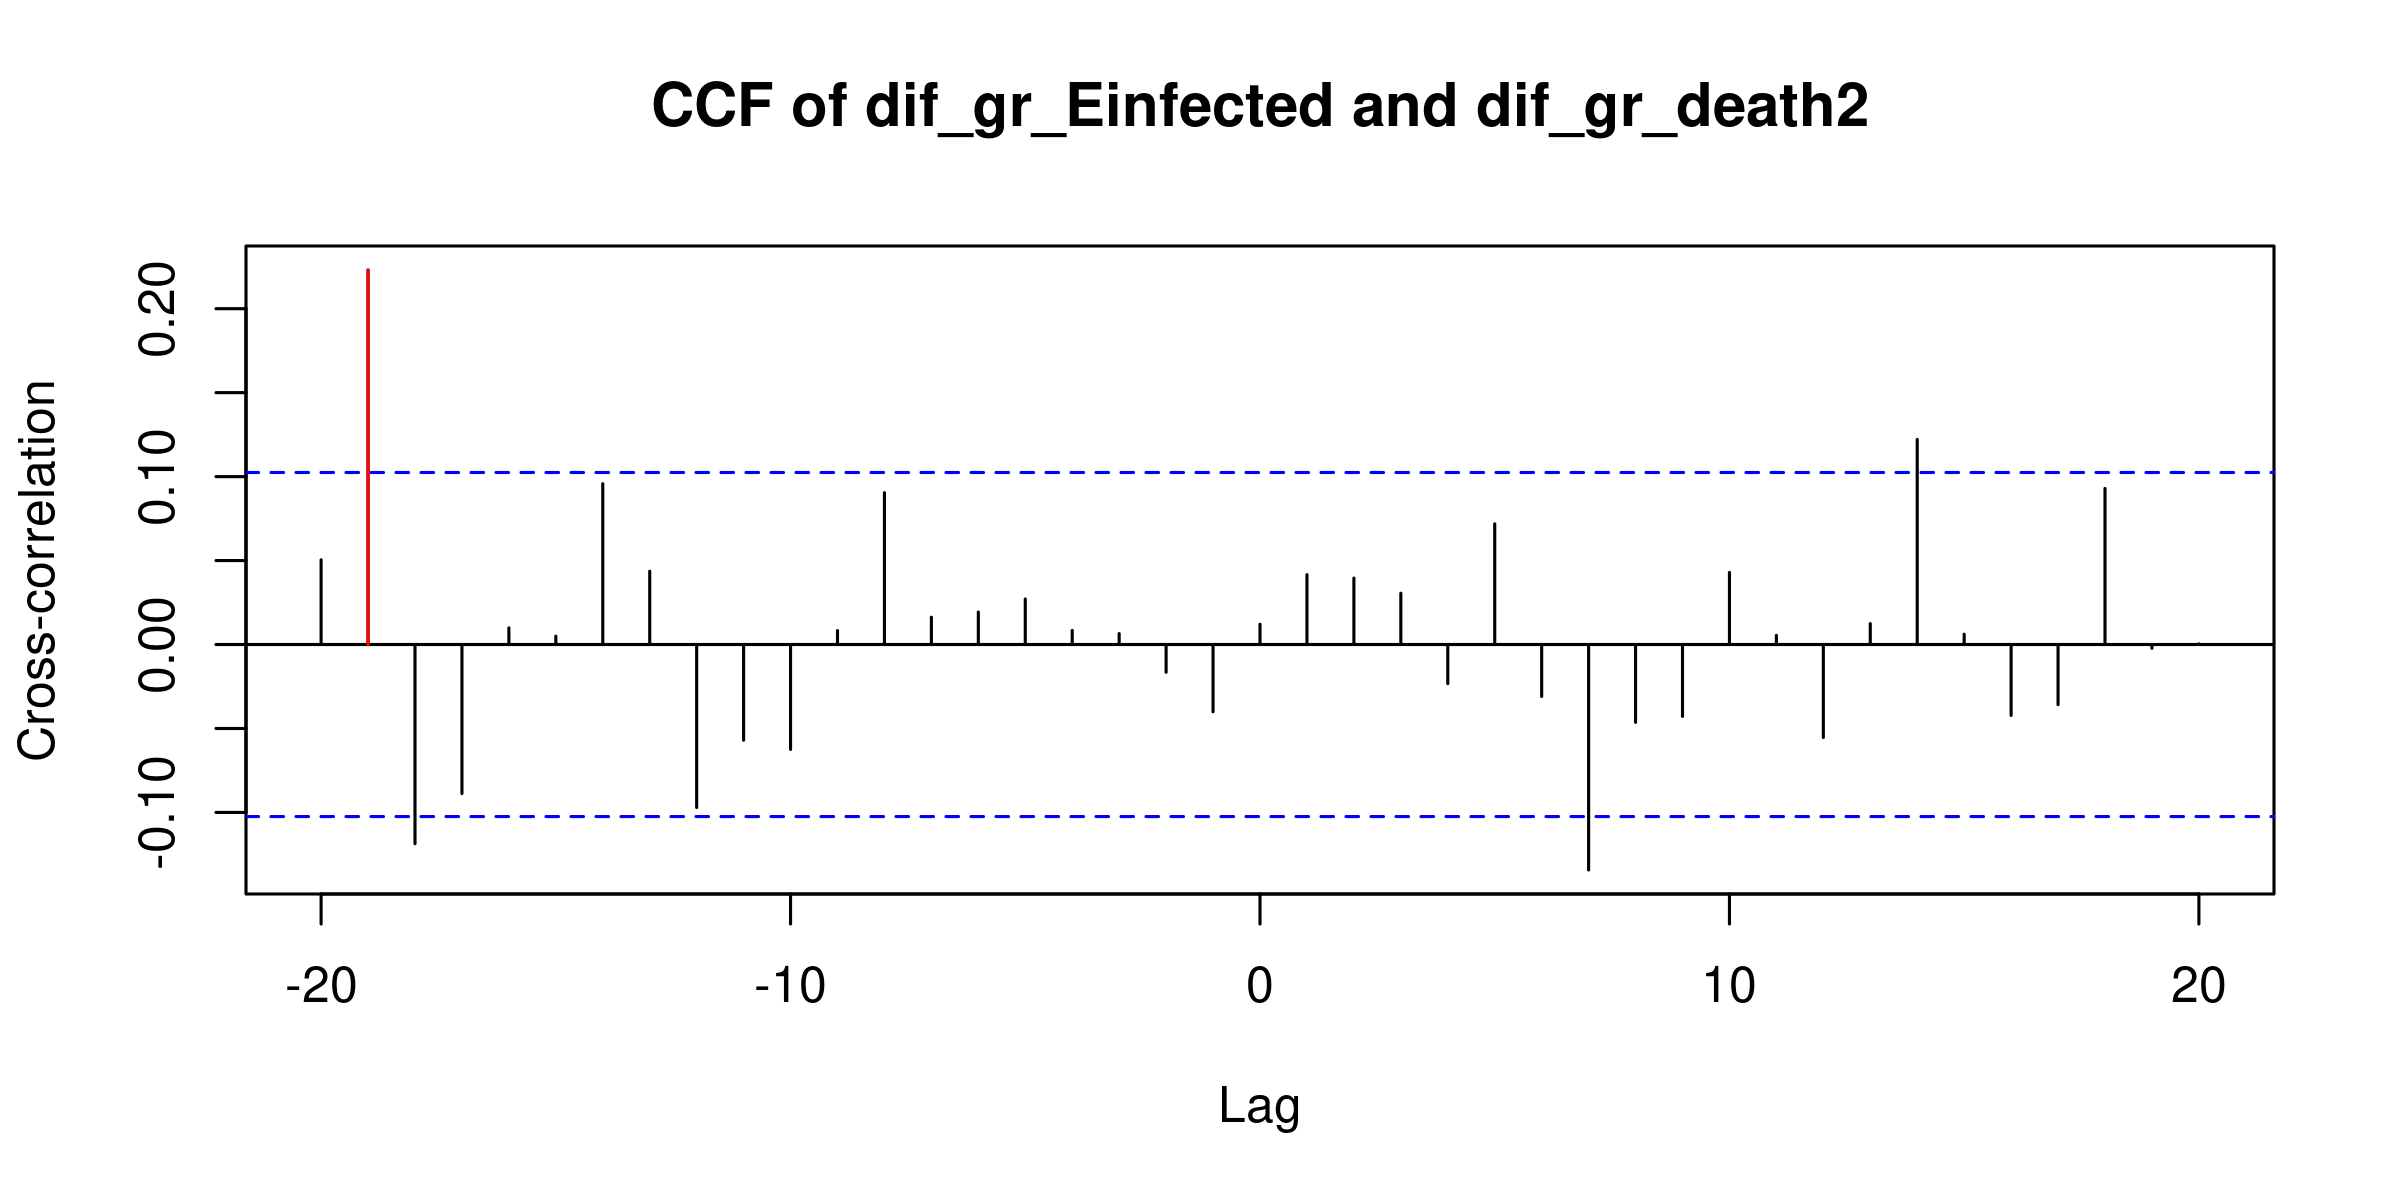 CCF of dif_gr_Einfected and dif_gr_death2
Cross-correlation
0.20
0.10
0.00
-0.10
-20 -10 0 10 20
Lag